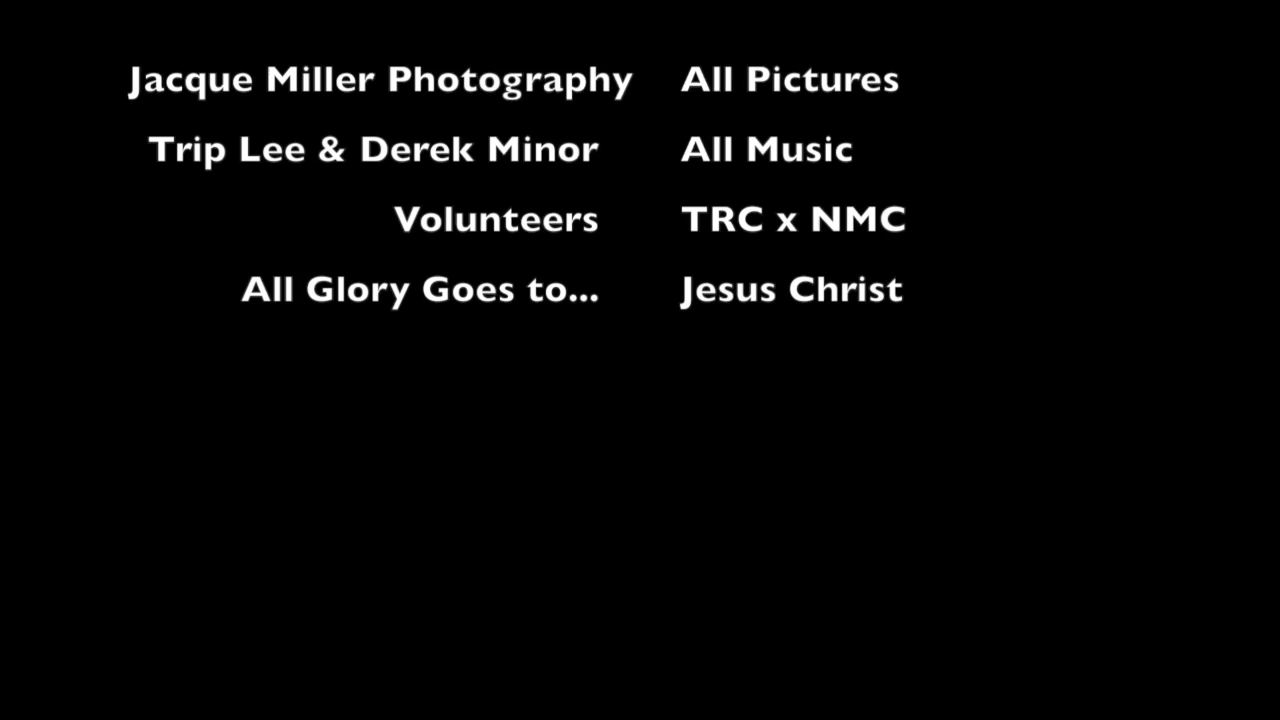 Jacque Miller Photography All Pictures
Trip Lee & Derek Minor All Music
Volunteers TRC x NMC
All Glory Goes to... Jesus Christ